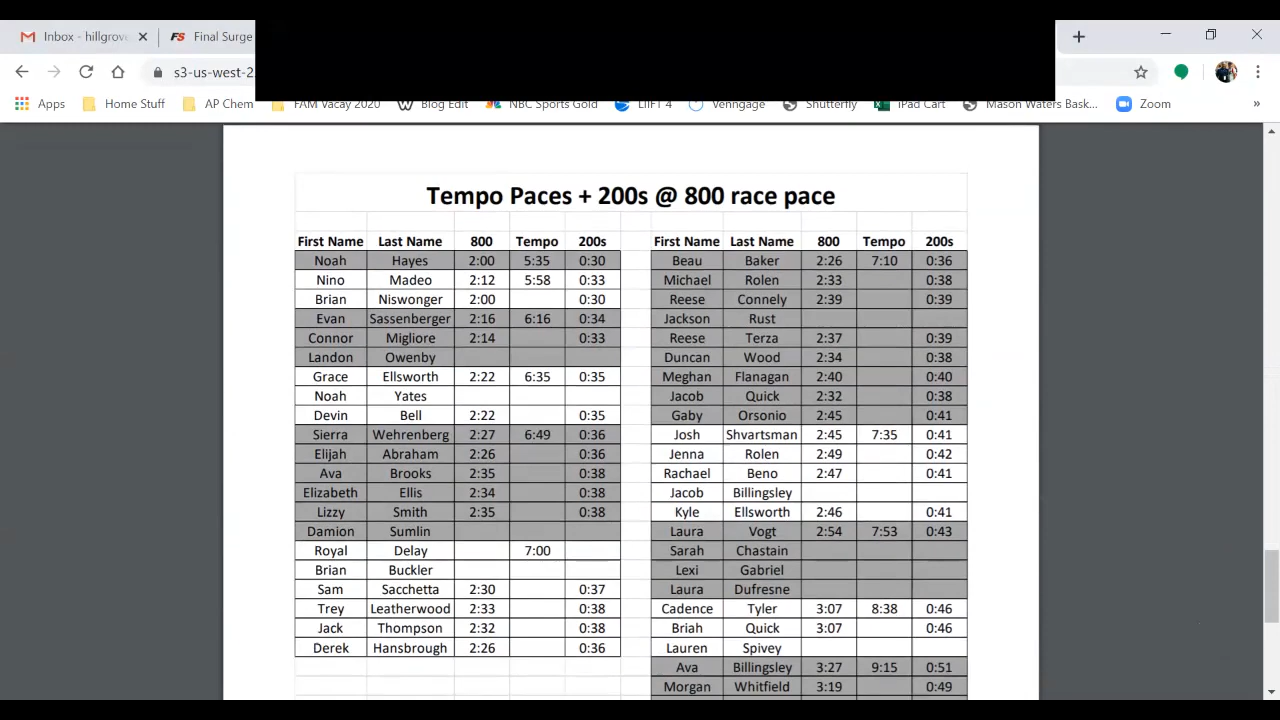 Inbox - hillgrov
Final Surge
s3-us-west-2
Apps Home Stuff AP Chem FAM Vacay 2020 Blog Edit NBC Sports Gold LIIFT 4 Venngage Shutterfly iPad Cart Mason Waters Bask... Zoom »
Tempo Paces + 200s @ 800 race pace
First Name Last Name 800 Tempo 200s First Name Last Name 800 Tempo 200s
Noah Hayes 2:00 5:35 0:30 Beau Baker 2:26 7:10 0:36
Nino Madeo 2:12 5:58 0:33 Michael Rolen 2:33 0:38
Brian Niswonger 2:00 0:30 Reese Connely 2:39 0:39
Evan Sassenberger 2:16 6:16 0:34 Jackson Rust
Connor Migliore 2:14 0:33 Reese Terza 2:37 0:39
Landon Owenby Duncan Wood 2:34 0:38
Grace Ellsworth 2:22 6:35 0:35 Meghan Flanagan 2:40 0:40
Noah Yates Jacob Quick 2:32 0:38
Devin Bell 2:22 0:35 Gaby Orsonio 2:45 0:41
Sierra Wehrenberg 2:27 6:49 0:36 Josh Shvartsman 2:45 7:35 0:41
Elijah Abraham 2:26 0:36 Jenna Rolen 2:49 0:42
Ava Brooks 2:35 0:38 Rachael Beno 2:47 0:41
Elizabeth Ellis 2:34 0:38 Jacob Billingsley
Lizzy Smith 2:35 0:38 Kyle Ellsworth 2:46 0:41
Damion Sumlin Laura Vogt 2:54 7:53 0:43
Royal Delay 7:00 Sarah Chastain
Brian Buckler Lexi Gabriel
Sam Sacchetta 2:30 0:37 Laura Dufresne
Trey Leatherwood 2:33 0:38 Cadence Tyler 3:07 8:38 0:46
Jack Thompson 2:32 0:38 Briah Quick 3:07 0:46
Derek Hansbrough 2:26 0:36 Lauren Spivey
Ava Billingsley 3:27 9:15 0:51
Morgan Whitfield 3:19 0:49